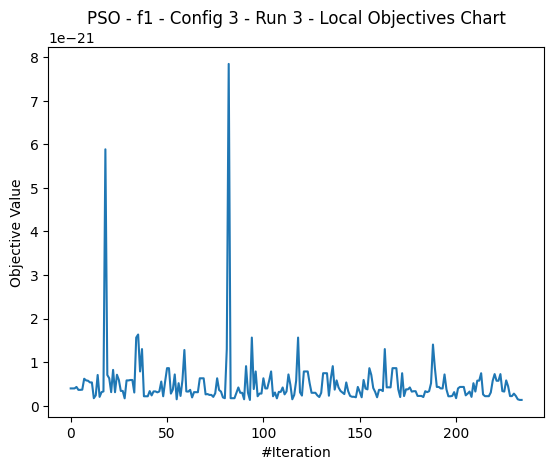 PSO - f1 - Config 3 - Run 3 - Local Objectives Chart
1e−21
8
7
6
5
4
3
2
1
0
Objective Value
0 50 100 150 200
#Iteration